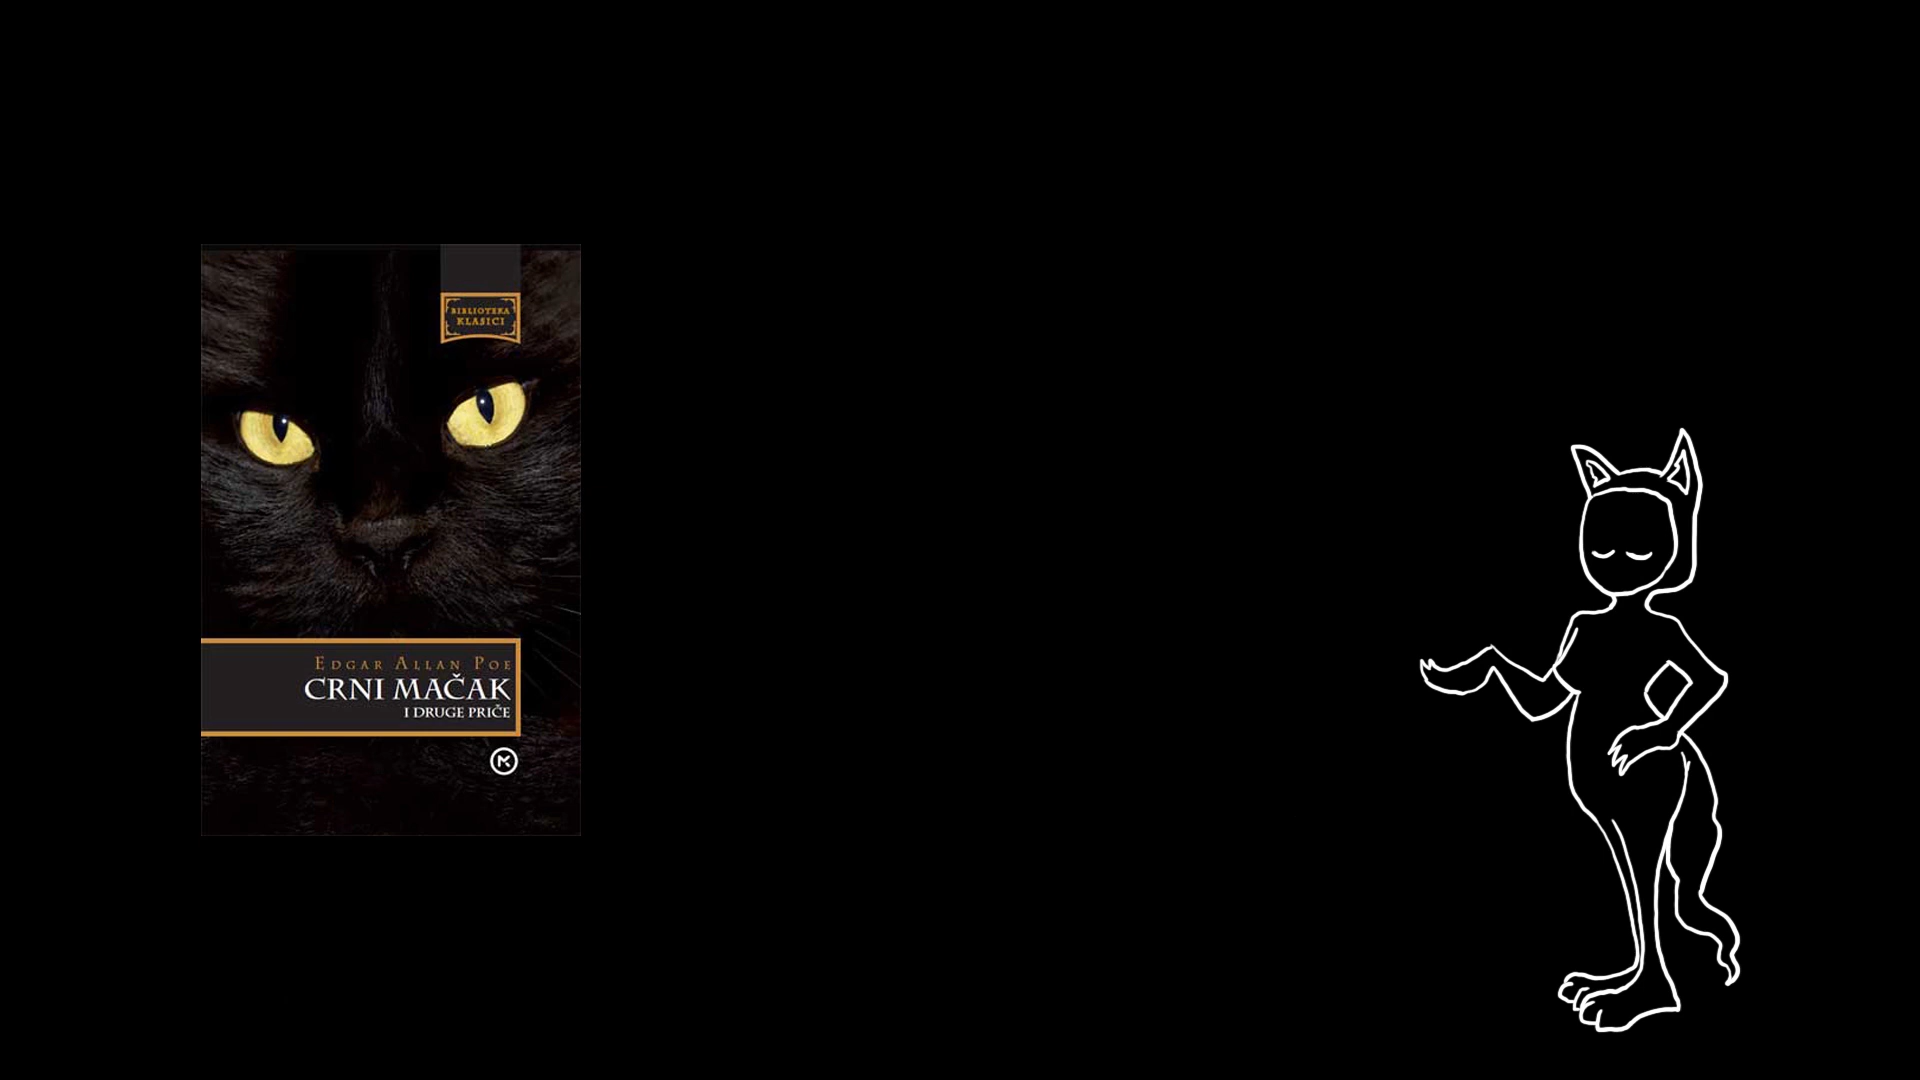 BIBLIOTEKA
KLASICI
EDGAR ALLAN POE
CRNI MAČAK
I DRUGE PRIČE